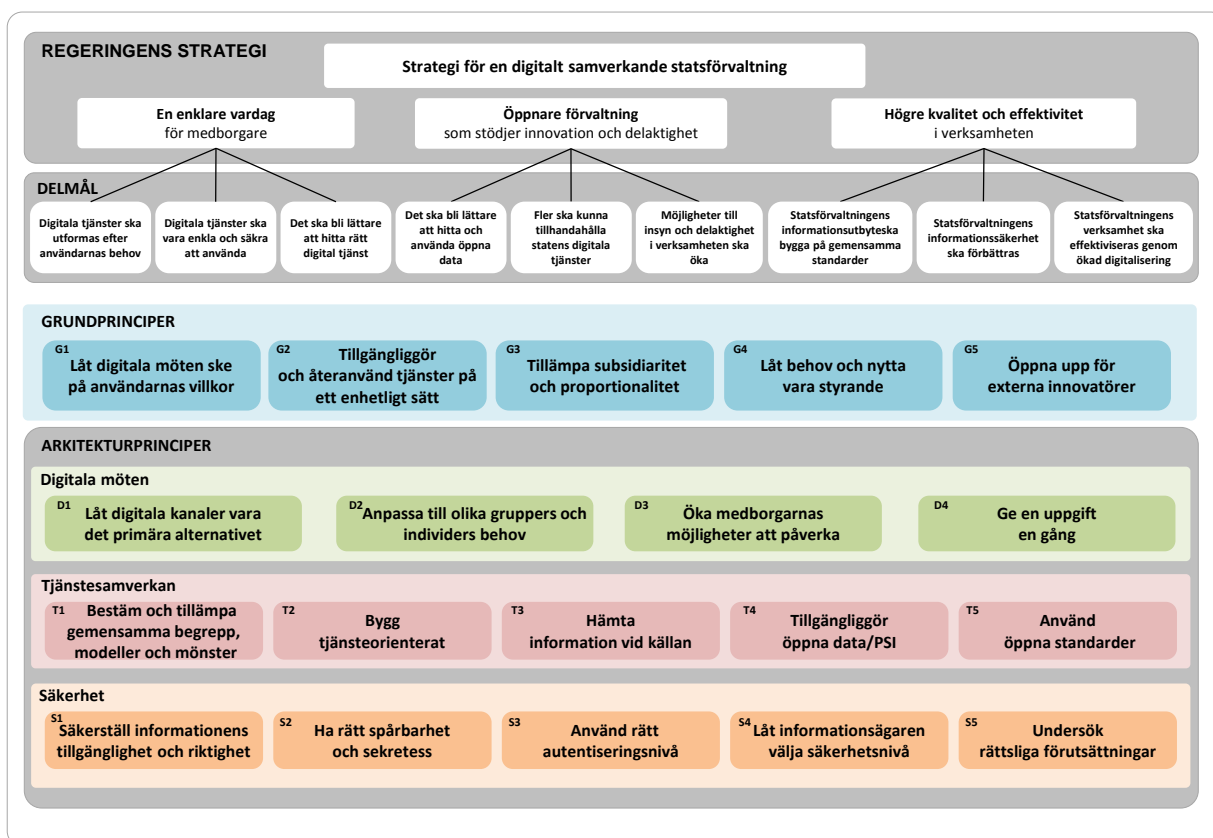 REGERINGENS STRATEGI
Strategi för en digitalt samverkande statsförvaltning
En enklare vardag
för medborgare
Öppnare förvaltning
som stödjer innovation och delaktighet
Högre kvalitet och effektivitet
i verksamheten
DELMÅL
Digitala tjänster ska
utformas efter
användarnas behov
Digitala tjänster ska
vara enkla och säkra
att använda
Det ska bli lättare
att hitta rätt
digital tjänst
Det ska bli lättare
att hitta och
använda öppna
data
Fler ska kunna
tillhandahålla
statens digitala
tjänster
Möjligheter till
insyn och delaktighet
i verksamheten ska
öka
Statsförvaltningens
informationsutbyteska
bygga på gemensamma
standarder
Statsförvaltningens
informationssäkerhet
ska förbättras
Statsförvaltningens
verksamhet ska
effektiviseras genom
ökad digitalisering
GRUNDPRINCIPER
G1
Låt digitala möten ske
på användarnas villkor
G2
Tillgängliggör
och återanvänd tjänster på
ett enhetligt sätt
G3
Tillämpa subsidiaritet
och proportionalitet
G4
Låt behov och nytta
vara styrande
G5
Öppna upp för
externa innovatörer
ARKITEKTURPRINCIPER
Digitala möten
D1
Låt digitala kanaler vara
det primära alternativet
D2
Anpassa till olika gruppers och
individers behov
D3
Öka medborgarnas
möjligheter att påverka
D4
Ge en uppgift
en gång
Tjänstesamverkan
T1
Bestäm och tillämpa
gemensamma begrepp,
modeller och mönster
T2
Bygg
tjänsteorienterat
T3
Hämta
information vid källan
T4
Tillgängliggör
öppna data/PSI
T5
Använd
öppna standarder
Säkerhet
S1
Säkerställ informationens
tillgänglighet och riktighet
S2
Ha rätt spårbarhet
och sekretess
S3
Använd rätt
autentiseringsnivå
S4
Låt informationsägaren
välja säkerhetsnivå
S5
Undersök
rättsliga förutsättningar